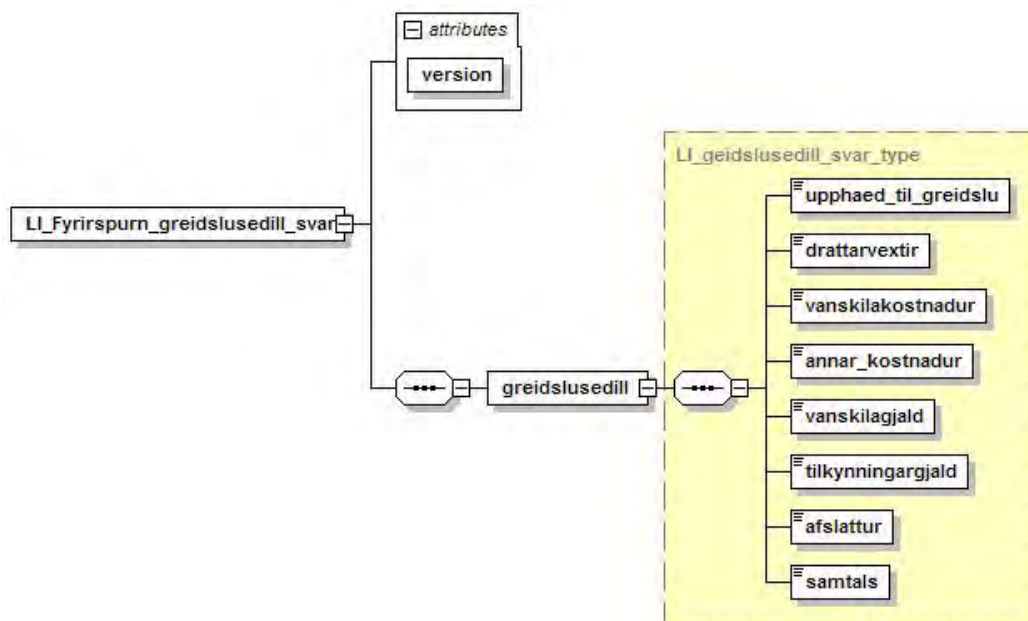 attributes
version
LI_Fyrirspurn_greidslusedill_svar
greidslusedill
LI_geidslusedill_svar_type
upphaed_til_greidslu
drattarvextir
vanskilakostnadur
annar_kostnadur
vanskilagjald
tilkynningargjald
afslattur
samtals